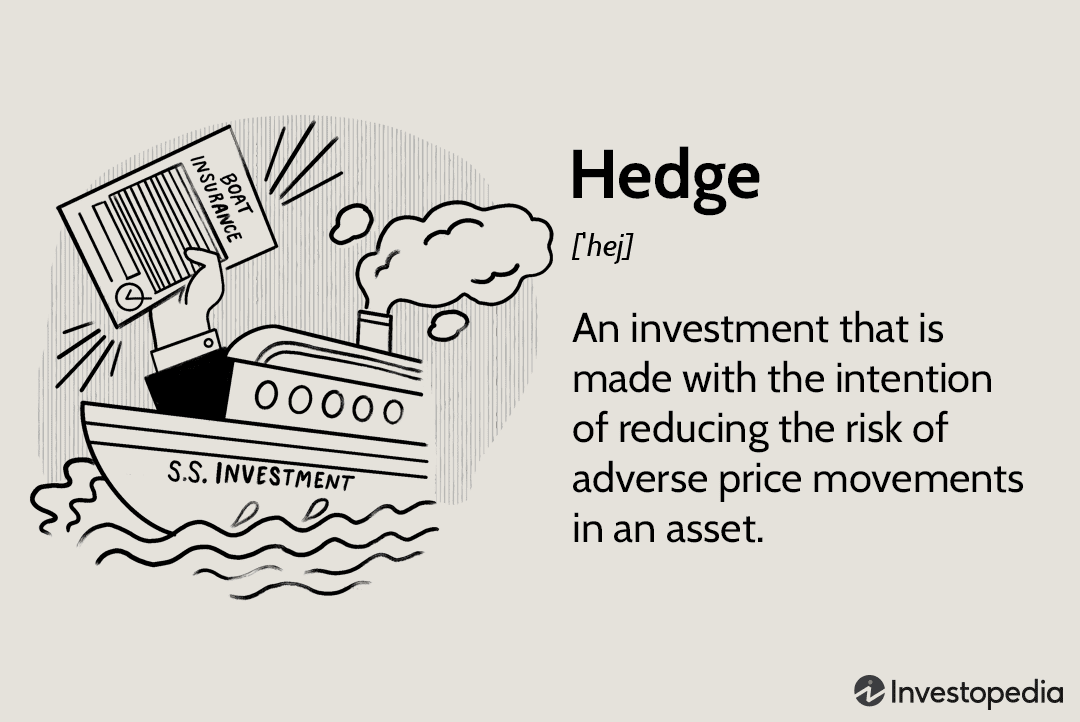 BOAT
INSURANCE
S.S. INVESTMENT
Hedge
['hej]
An investment that is
made with the intention
of reducing the risk of
adverse price movements
in an asset.
Investopedia